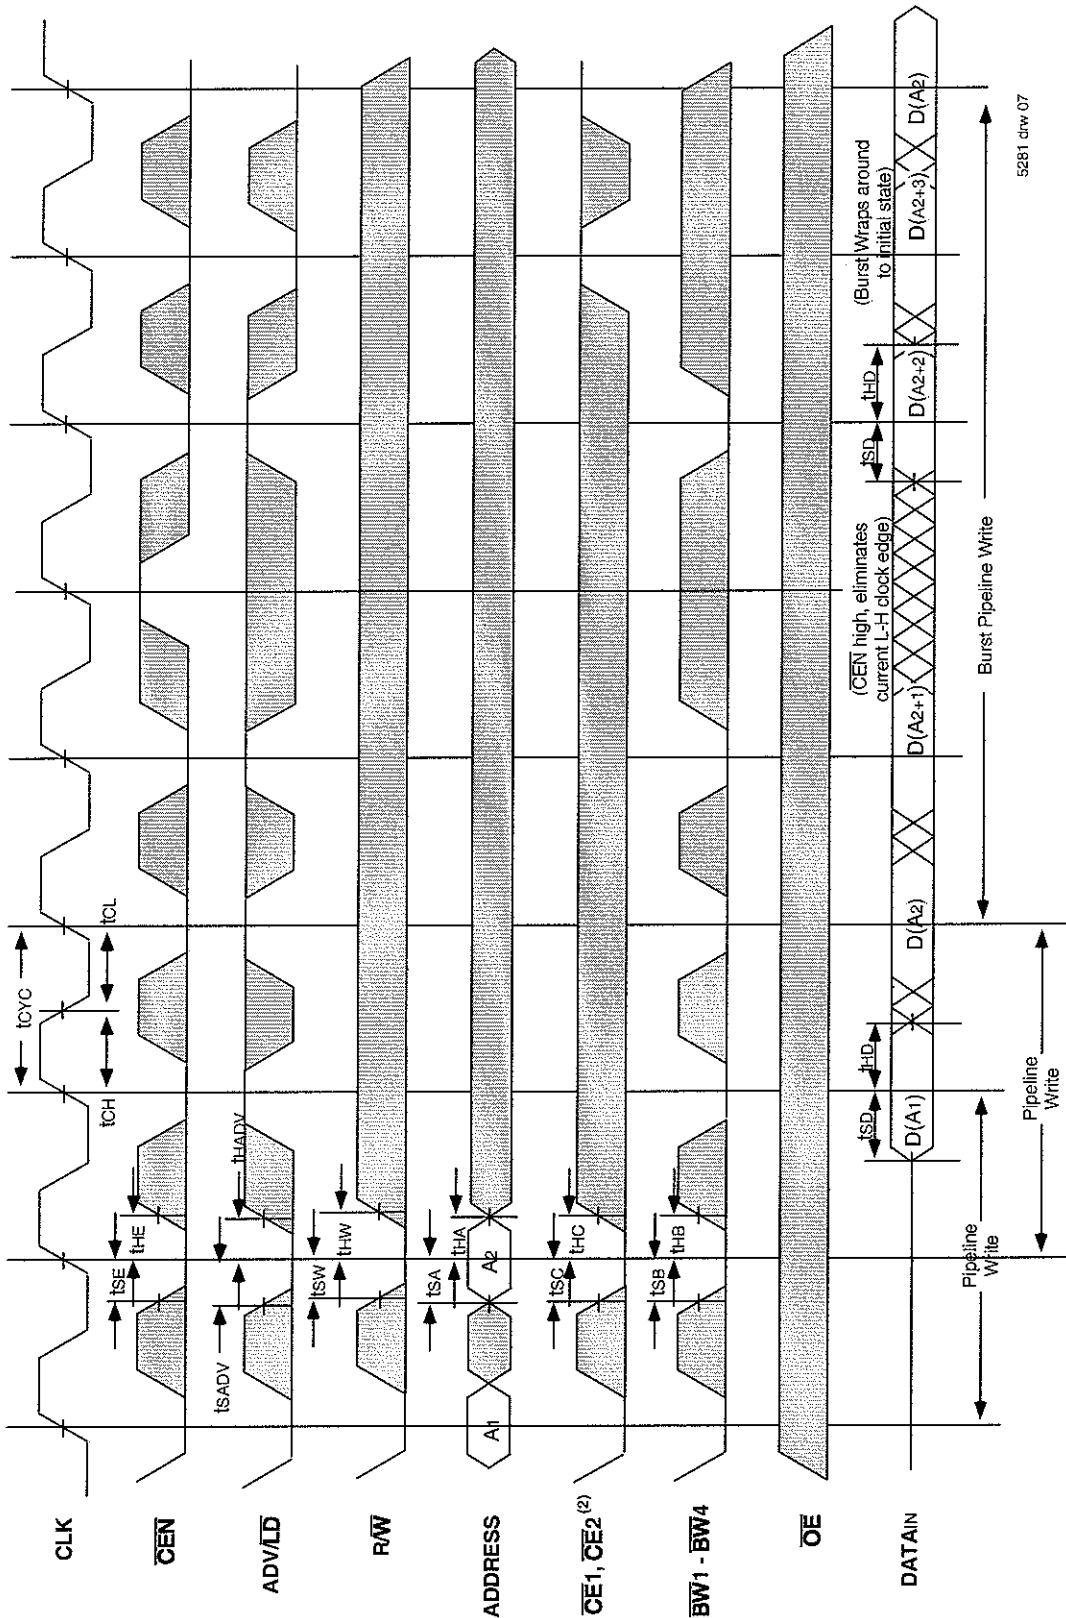 CLK
tCYC
tCH
tCL
CEN
tSE
tHE
ADV/LD
tSADV
tHADV
R/W
tSW
tHW
ADDRESS
A1
A2
tSA
tHA
CE1, CE2 (2)
tSC
tHC
BW1 - BW4
tSB
tHB
OE
(CEN high, eliminates
current L-H clock edge)
(Burst Wraps around
to initial state)
tSD
tHD
tSD
tHD
DATAIN
D(A1)
D(A2)
D(A2+1)
D(A2+2)
D(A2+3)
D(A2)
Pipeline
Write
Pipeline
Write
Burst Pipeline Write
5281 drw 07